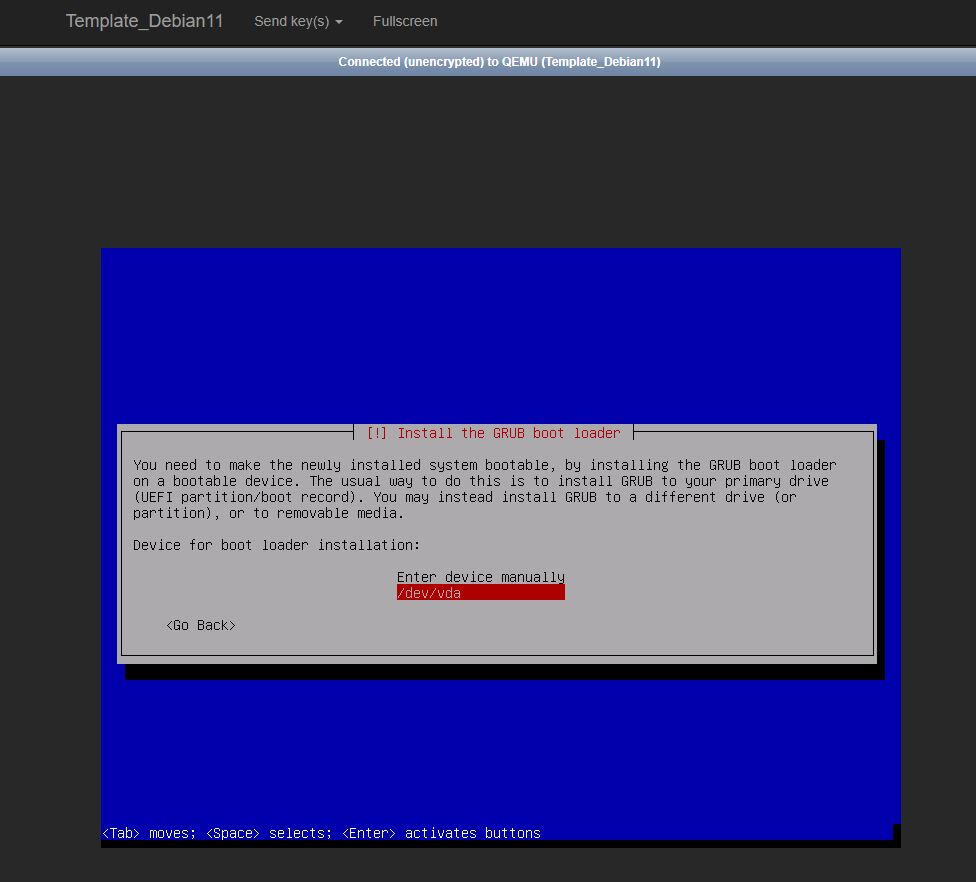 Template_Debian11 Send key(s) Fullscreen
Connected (unencrypted) to QEMU (Template_Debian11)
[!] Install the GRUB boot loader
You need to make the newly installed system bootable, by installing the GRUB boot loader
on a bootable device. The usual way to do this is to install GRUB to your primary drive
(UEFI partition/boot record). You may instead install GRUB to a different drive (or
partition), or to removable media.
Device for boot loader installation:
Enter device manually
/dev/vda
<Go Back>
<Tab> moves; <Space> selects; <Enter> activates buttons